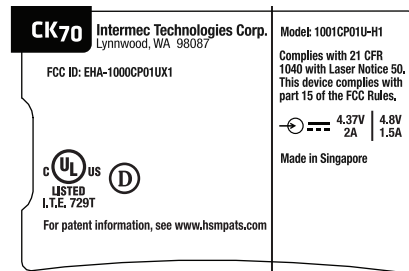 CK70
Intermec Technologies Corp.
Lynnwood, WA 98087
FCC ID: EHA-1000CP01UX1
C UL US
LISTED
I.T.E. 729T
D
For patent information, see www.hsmpats.com
Model: 1001CP01U-H1
Complies with 21 CFR
1040 with Laser Notice 50.
This device complies with
part 15 of the FCC Rules.
4.37V 4.8V
2A 1.5A
Made in Singapore